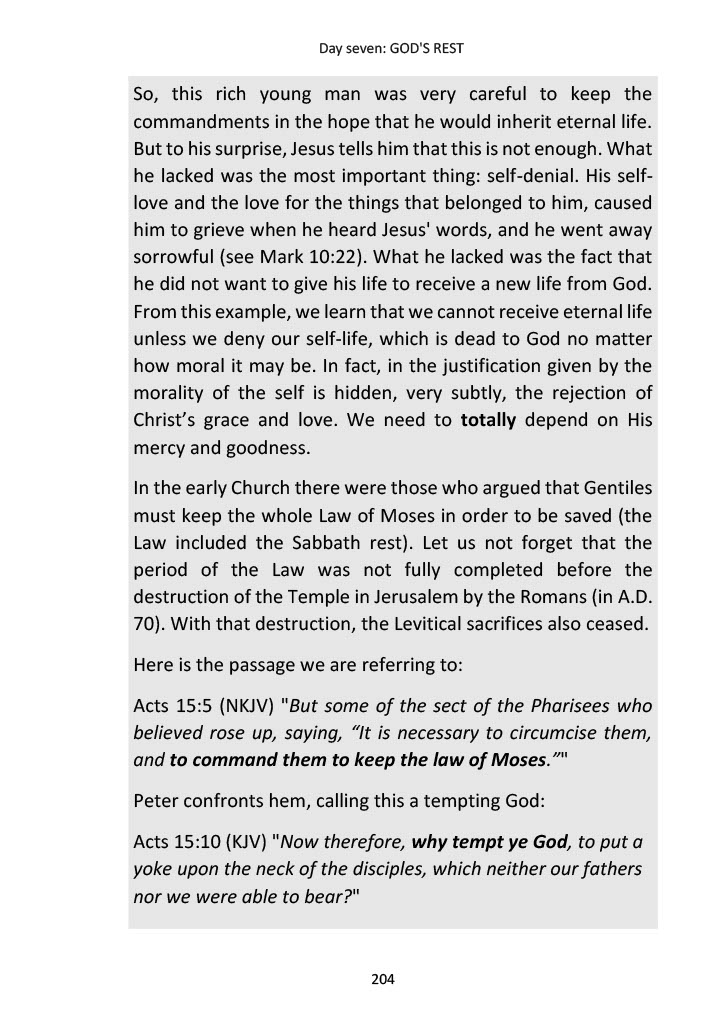 Day seven: GOD'S REST
So, this rich young man was very careful to keep the
commandments in the hope that he would inherit eternal life.
But to his surprise, Jesus tells him that this is not enough. What
he lacked was the most important thing: self-denial. His self-
love and the love for the things that belonged to him, caused
him to grieve when he heard Jesus' words, and he went away
sorrowful (see Mark 10:22). What he lacked was the fact that
he did not want to give his life to receive a new life from God.
From this example, we learn that we cannot receive eternal life
unless we deny our self-life, which is dead to God no matter
how moral it may be. In fact, in the justification given by the
morality of the self is hidden, very subtly, the rejection of
Christ’s grace and love. We need to totally depend on His
mercy and goodness.
In the early Church there were those who argued that Gentiles
must keep the whole Law of Moses in order to be saved (the
Law included the Sabbath rest). Let us not forget that the
period of the Law was not fully completed before the
destruction of the Temple in Jerusalem by the Romans (in A.D.
70). With that destruction, the Levitical sacrifices also ceased.
Here is the passage we are referring to:
Acts 15:5 (NKJV) "But some of the sect of the Pharisees who
believed rose up, saying, “It is necessary to circumcise them,
and to command them to keep the law of Moses.”"
Peter confronts hem, calling this a tempting God:
Acts 15:10 (KJV) "Now therefore, why tempt ye God, to put a
yoke upon the neck of the disciples, which neither our fathers
nor we were able to bear?"
204